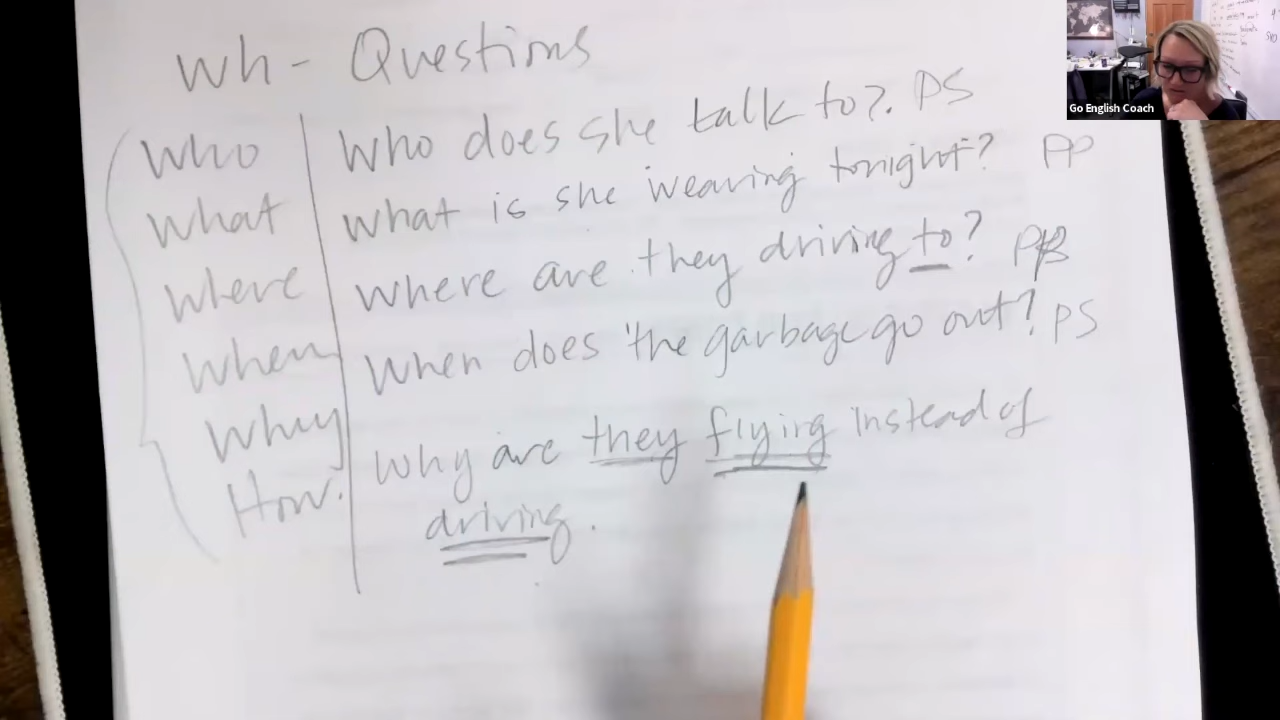 Wh- Questions
Who
What
Where
When
Why
How.
Who does she talk to?. PS
What is she wearing tonight? PP
Where are they driving to? PP
When does the garbage go out? PS
Why are they flying instead of
driving.
Go English Coach